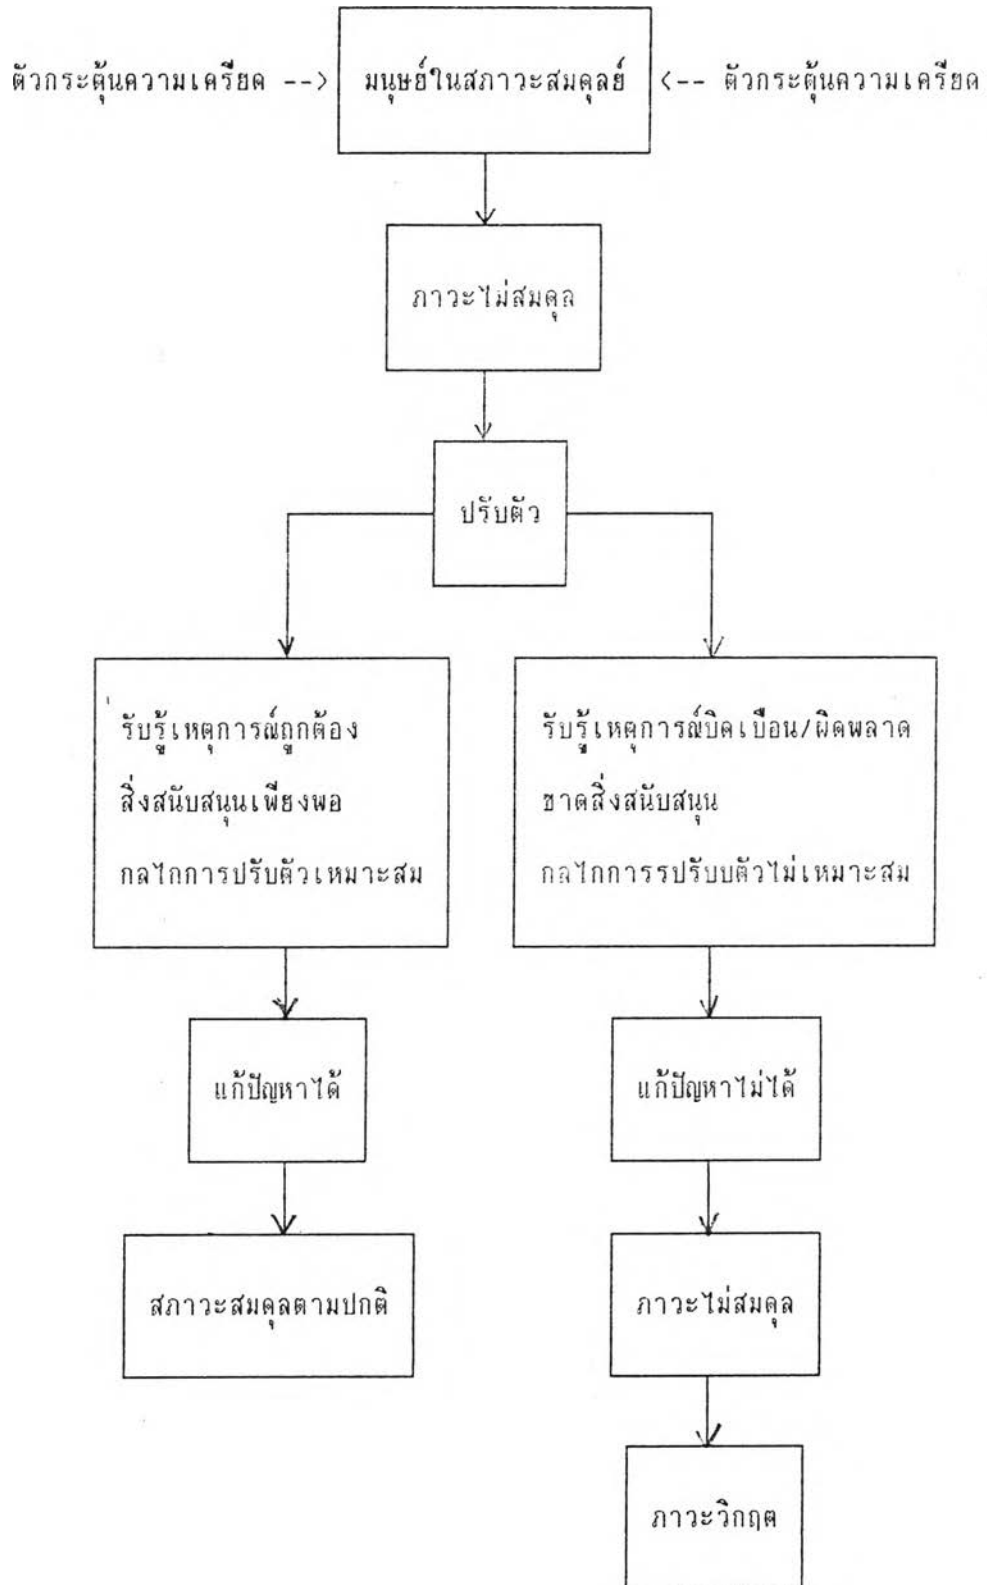 ตัวกระตุ้นความเครียด --> มนุษย์ในสภาวะสมดุลย์ <-- ตัวกระตุ้นความเครียด
ภาวะไม่สมดุล
ปรับตัว
รับรู้เหตุการณ์ถูกต้อง
สิ่งสนับสนุนเพียงพอ
กลไกการปรับตัวเหมาะสม
รับรู้เหตุการณ์บิดเบือน/ผิดพลาด
ขาดสิ่งสนับสนุน
กลไกการรปรับบตัวไม่เหมาะสม
แก้ปัญหาได้
แก้ปัญหาไม่ได้
สภาวะสมดุลตามปกติ
ภาวะไม่สมดุล
ภาวะวิกฤต